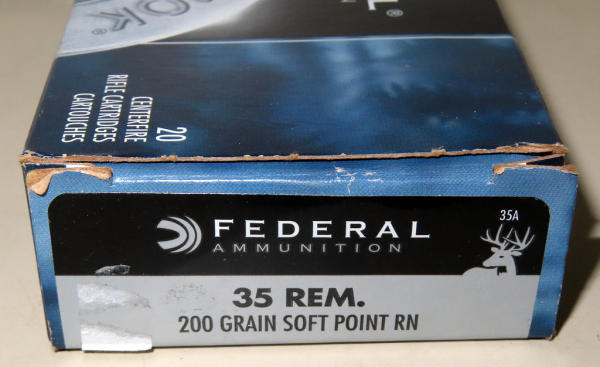 20
CENTERFIRE
RIFLE CARTRIDGES
CARTOUCHES
FEDERAL
AMMUNITION
35A
35 REM.
200 GRAIN SOFT POINT RN